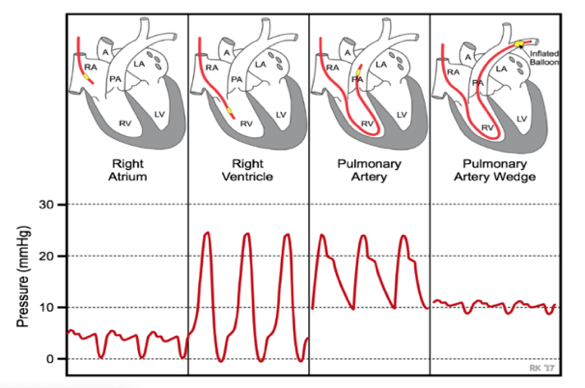 A
RA
LA
PA
RV
LV
A
RA
LA
PA
RV
LV
A
RA
LA
PA
RV
LV
A
RA
LA
PA
RV
LV
Inflated
Balloon
Right
Atrium
Right
Ventricle
Pulmonary
Artery
Pulmonary
Artery Wedge
Pressure (mmHg)
30
20
10
0
RK '17